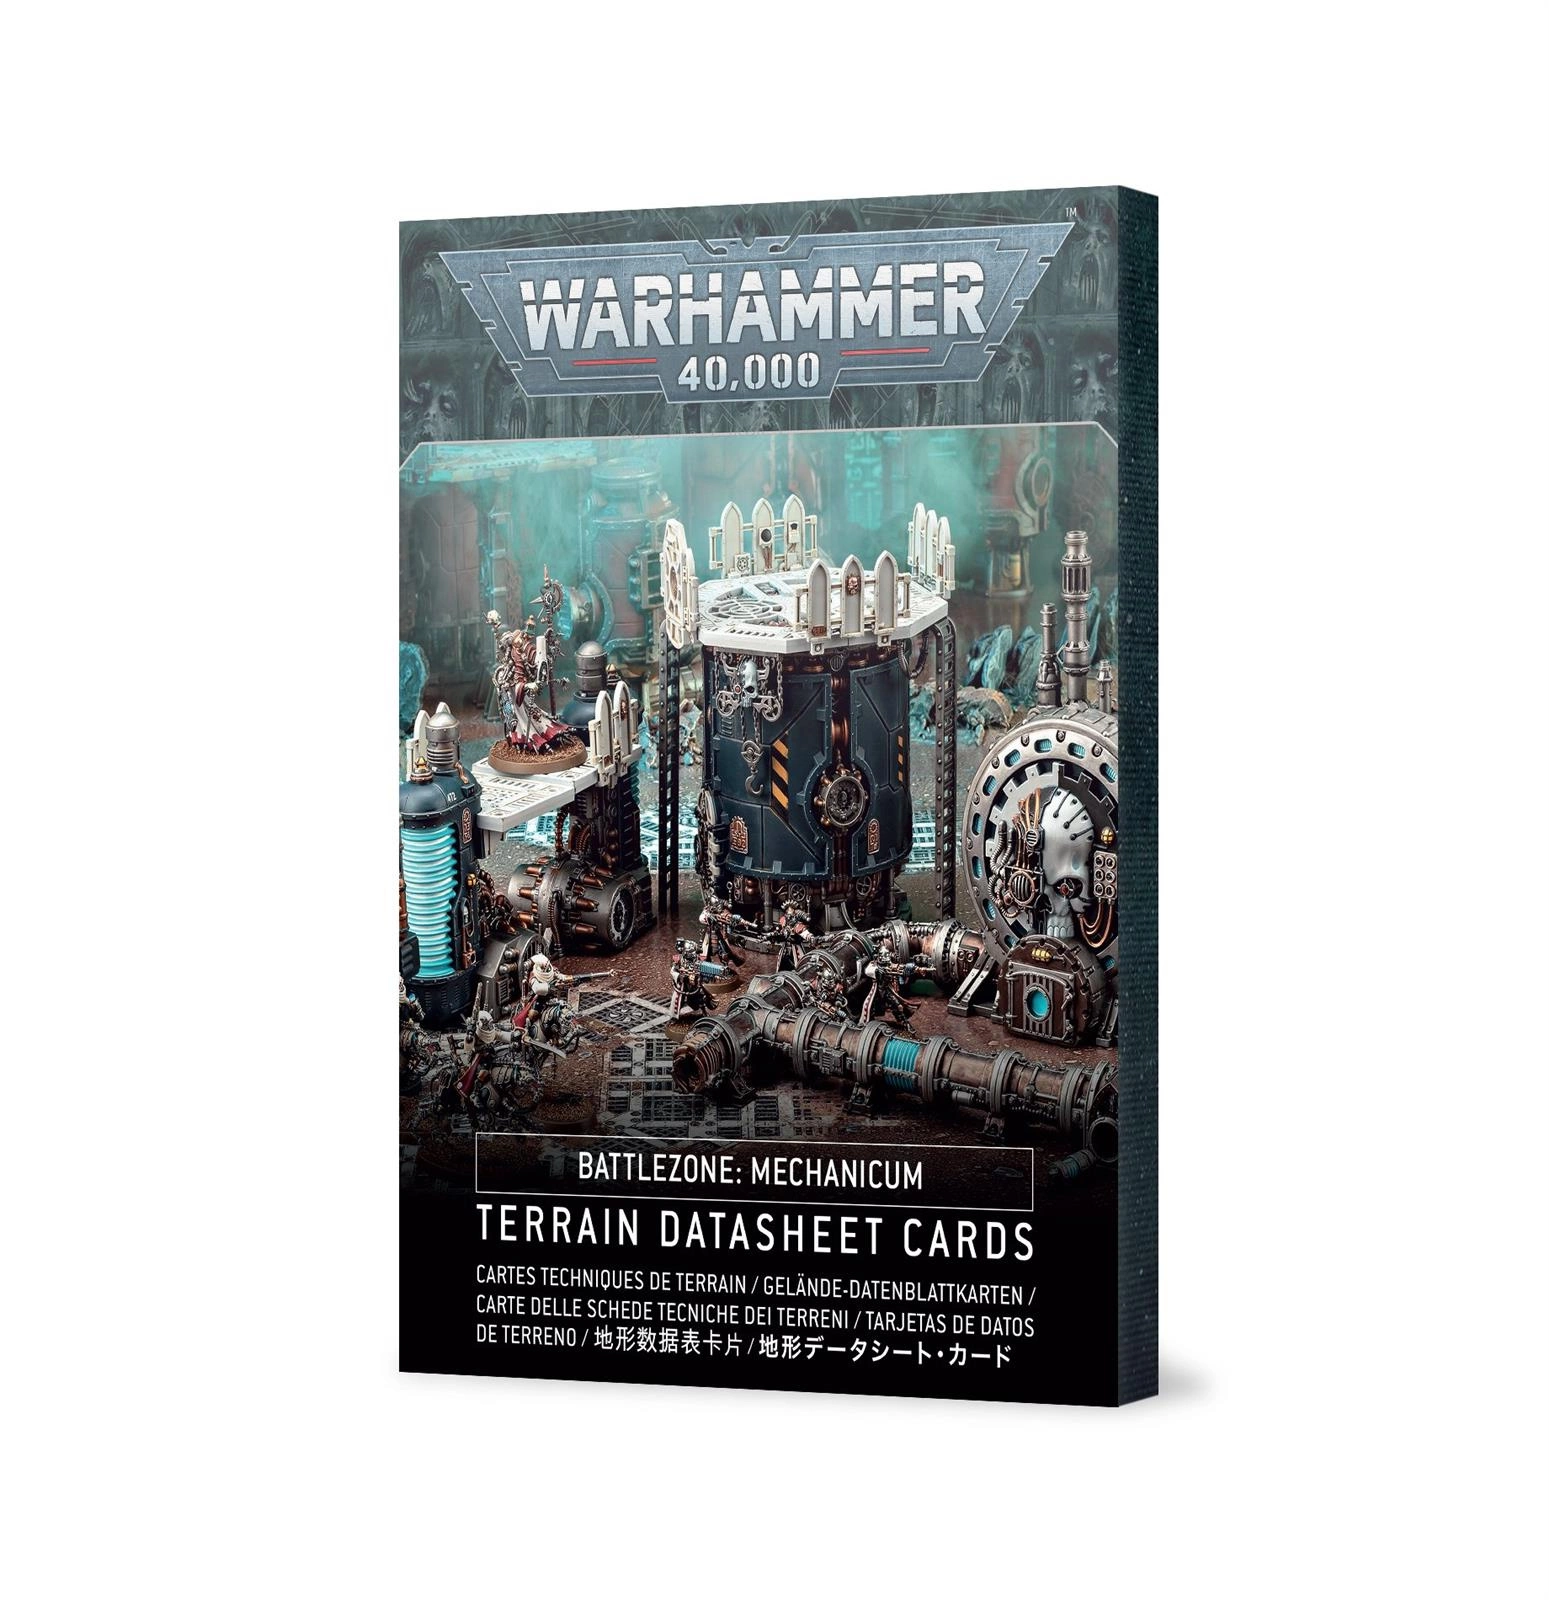 WARHAMMER
40,000
™
BATTLEZONE: MECHANICUM
TERRAIN DATASHEET CARDS
CARTES TECHNIQUES DE TERRAIN / GELÄNDE-DATENBLATTKARTEN /
CARTE DELLE SCHEDE TECNICHE DEI TERRENI / TARJETAS DE DATOS
DE TERRENO / 地形数据表卡片 / 地形データシート・カード